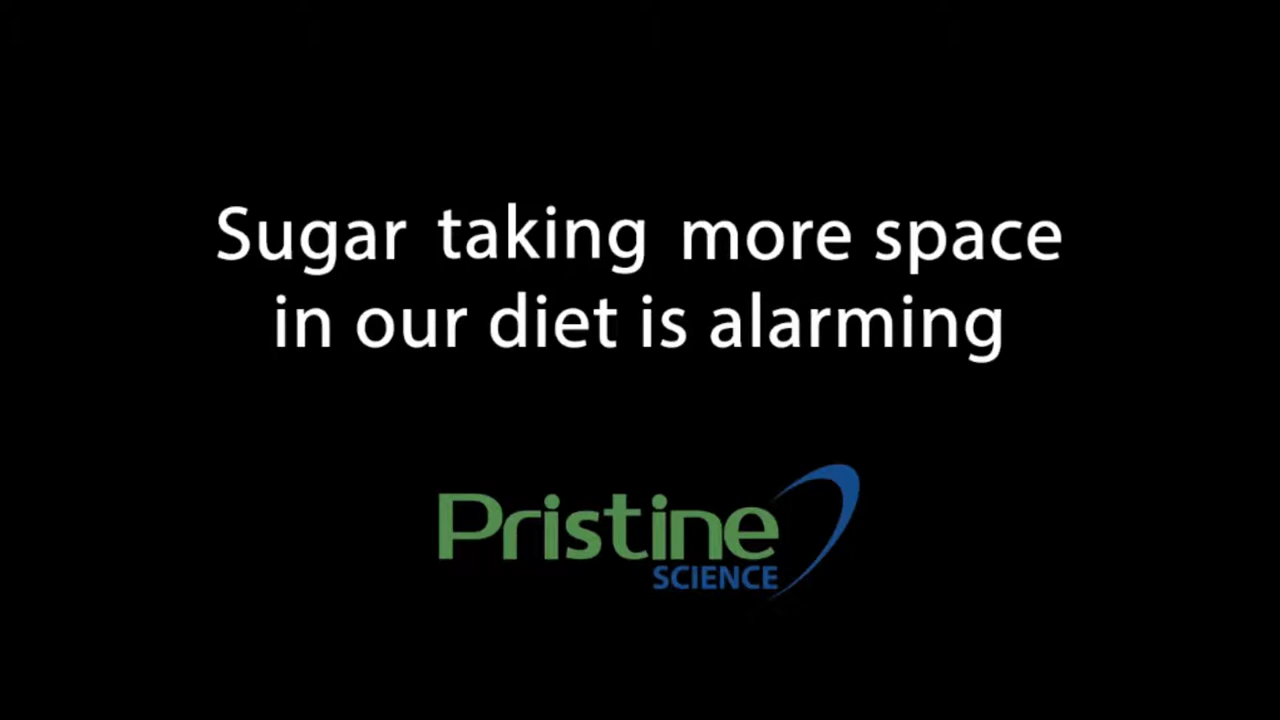 Sugar taking more space
in our diet is alarming
Pristine
SCIENCE